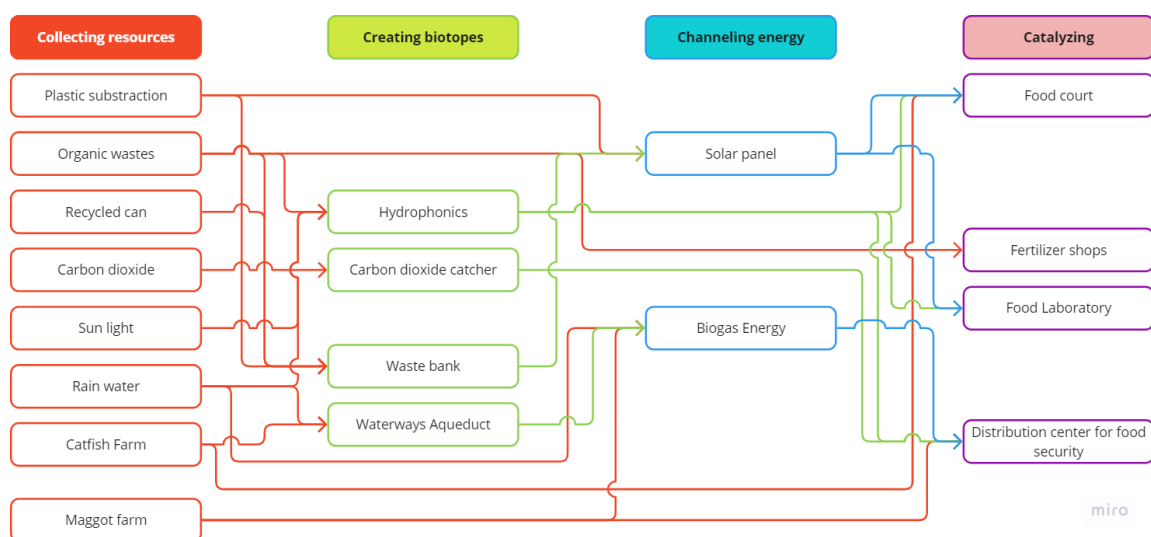 Collecting resources
Creating biotopes
Channeling energy
Catalyzing
Plastic substraction
Food court
Organic wastes
Solar panel
Recycled can
Hydrophonics
Fertilizer shops
Carbon dioxide
Carbon dioxide catcher
Food Laboratory
Sun light
Biogas Energy
Waste bank
Rain water
Waterways Aqueduct
Catfish Farm
Distribution center for food
security
Maggot farm
miro